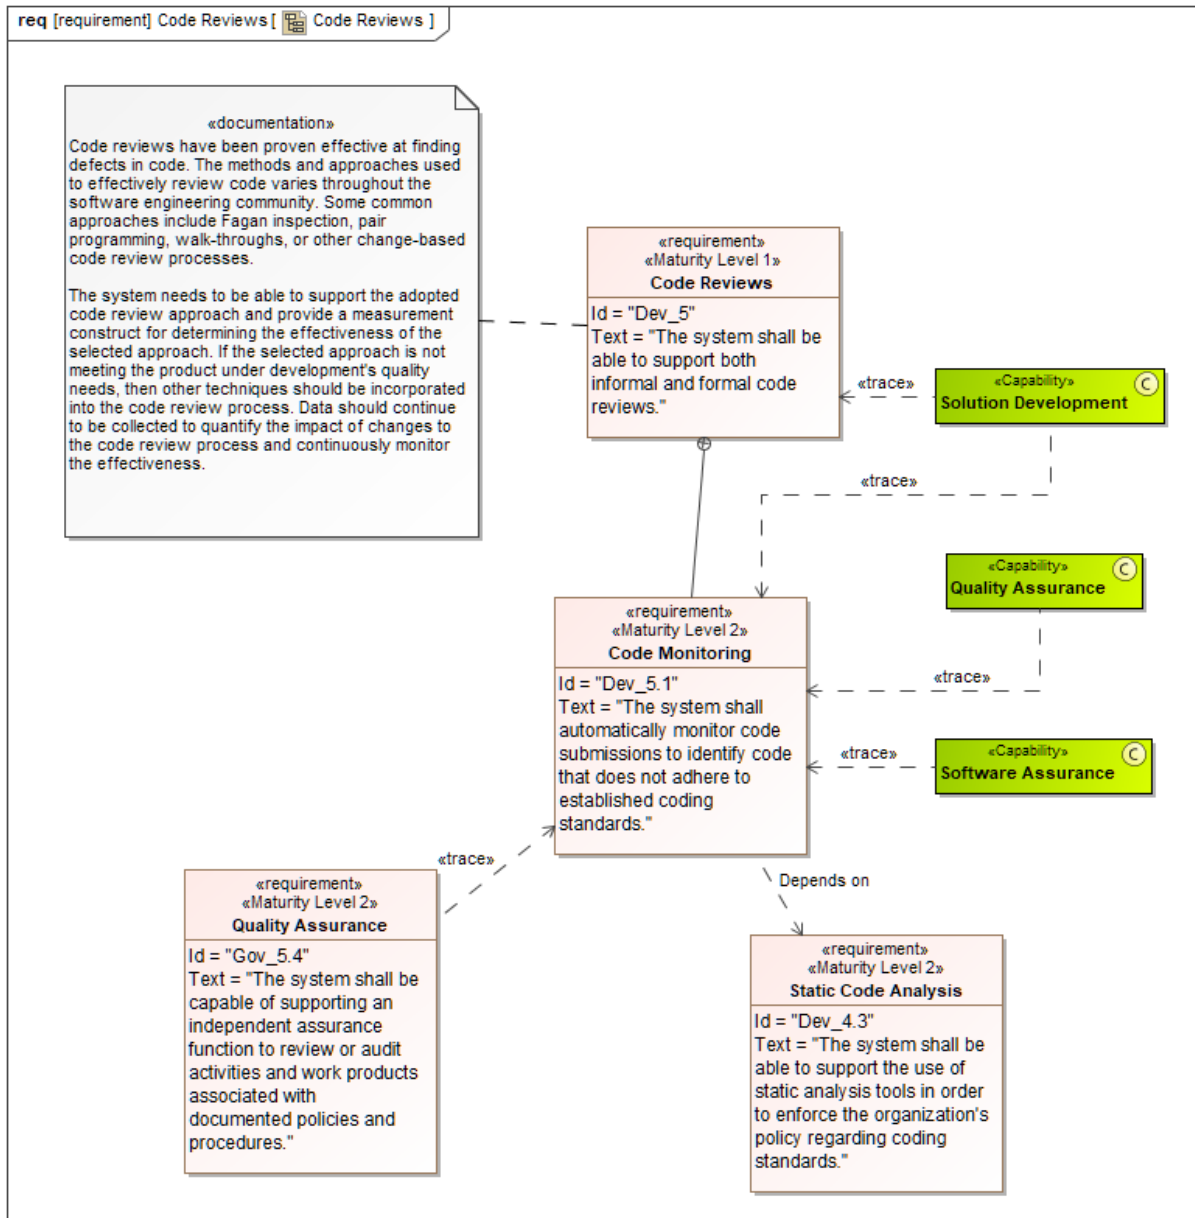 req [requirement] Code Reviews [ Code Reviews ]
«documentation»
Code reviews have been proven effective at finding
defects in code. The methods and approaches used
to effectively review code varies throughout the
software engineering community. Some common
approaches include Fagan inspection, pair
programming, walk-throughs, or other change-based
code review processes.
The system needs to be able to support the adopted
code review approach and provide a measurement
construct for determining the effectiveness of the
selected approach. If the selected approach is not
meeting the product under development's quality
needs, then other techniques should be incorporated
into the code review process. Data should continue
to be collected to quantify the impact of changes to
the code review process and continuously monitor
the effectiveness.
«requirement»
«Maturity Level 1»
Code Reviews
Id = "Dev_5"
Text = "The system shall be
able to support both
informal and formal code
reviews."
«trace»
«Capability»
C
Solution Development
«trace»
«Capability»
C
Quality Assurance
«trace»
«requirement»
«Maturity Level 2»
Code Monitoring
Id = "Dev_5.1"
Text = "The system shall
automatically monitor code
submissions to identify code
that does not adhere to
established coding
standards."
«trace»
«Capability»
C
Software Assurance
«trace»
«requirement»
«Maturity Level 2»
Quality Assurance
Id = "Gov_5.4"
Text = "The system shall be
capable of supporting an
independent assurance
function to review or audit
activities and work products
associated with
documented policies and
procedures."
Depends on
«requirement»
«Maturity Level 2»
Static Code Analysis
Id = "Dev_4.3"
Text = "The system shall be
able to support the use of
static analysis tools in order
to enforce the organization's
policy regarding coding
standards."